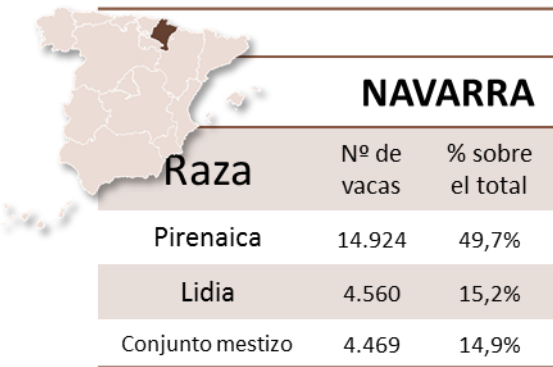 NAVARRA
Raza Nº de vacas % sobre el total
Pirenaica 14.924 49,7%
Lidia 4.560 15,2%
Conjunto mestizo 4.469 14,9%